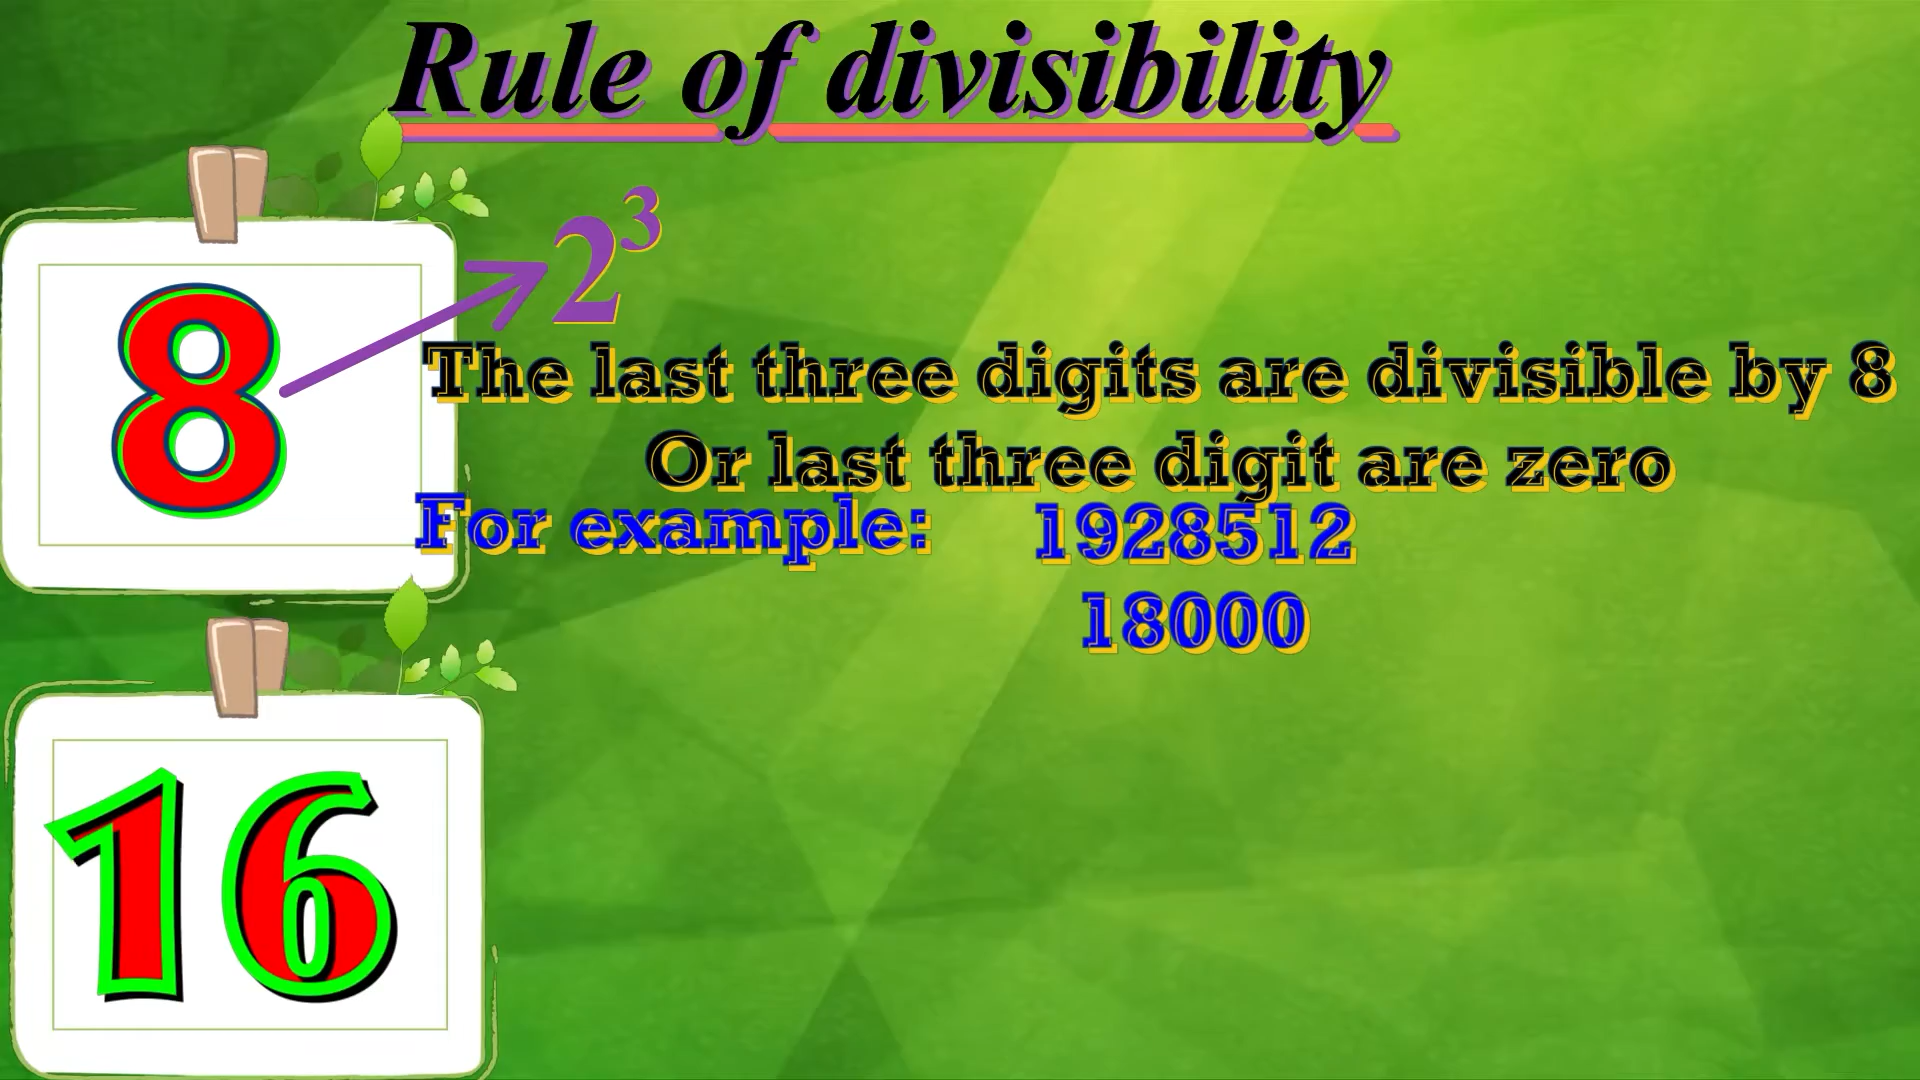 Rule of divisibility
8
2³
The last three digits are divisible by 8
Or last three digit are zero
For example: 1928512
18000
16